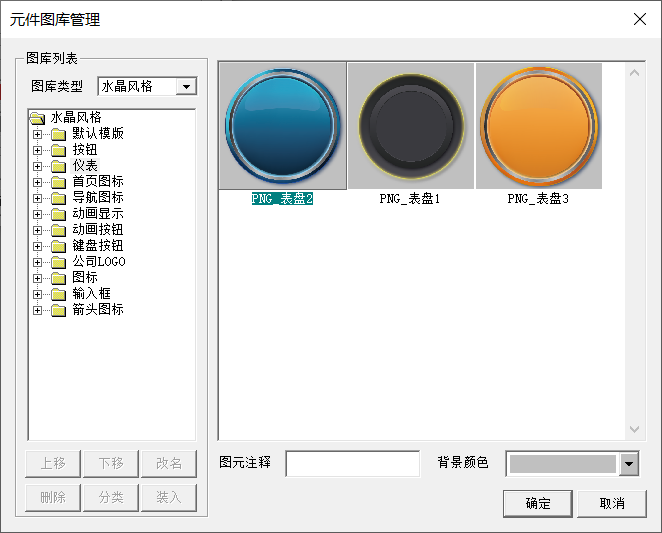 元件图库管理
图库列表
图库类型 水晶风格
水晶风格
默认模版
按钮
仪表
首页图标
导航图标
动画显示
动画按钮
键盘按钮
公司LOGO
图标
输入框
箭头图标
上移 下移 改名
删除 分类 装入
PNG_表盘2 PNG_表盘1 PNG_表盘3
图元注释 背景颜色
确定 取消